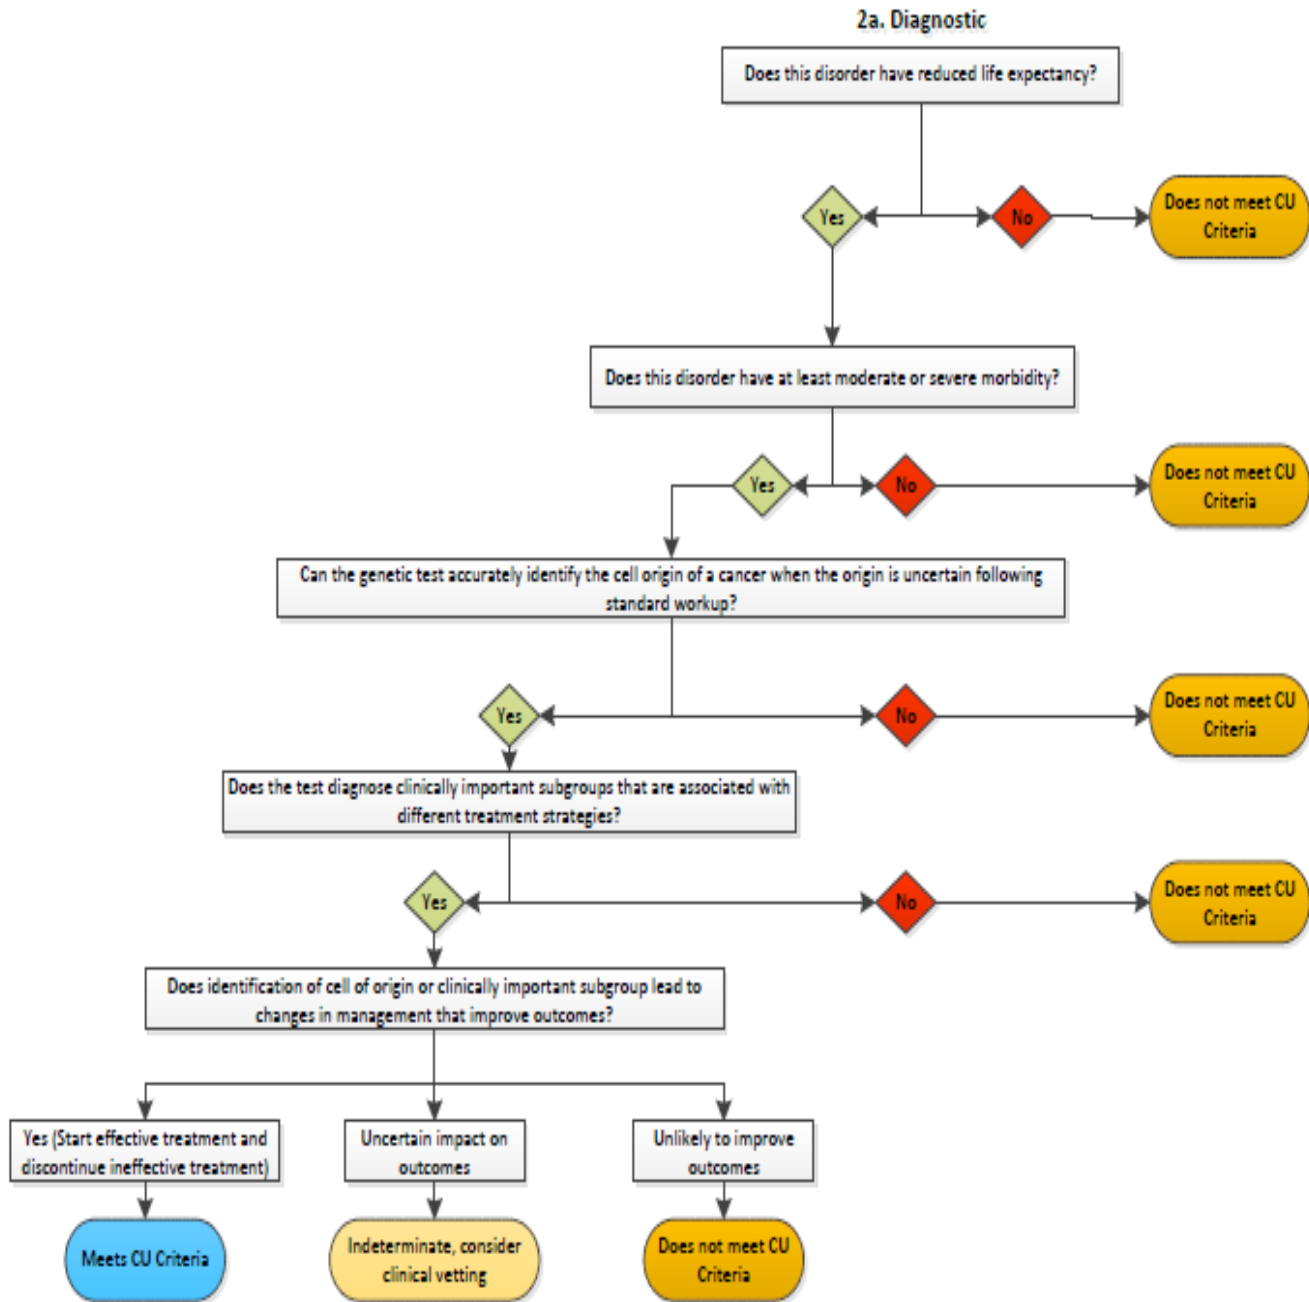 2a. Diagnostic
Does this disorder have reduced life expectancy?
Yes
No
Does not meet CU
Criteria
Does this disorder have at least moderate or severe morbidity?
Yes
No
Does not meet CU
Criteria
Can the genetic test accurately identify the cell origin of a cancer when the origin is uncertain following
standard workup?
Yes
No
Does not meet CU
Criteria
Does the test diagnose clinically important subgroups that are associated with
different treatment strategies?
Yes
No
Does not meet CU
Criteria
Does identification of cell of origin or clinically important subgroup lead to
changes in management that improve outcomes?
Yes (Start effective treatment and
discontinue ineffective treatment)
Uncertain impact on
outcomes
Unlikely to improve
outcomes
Meets CU Criteria
Indeterminate, consider
clinical vetting
Does not meet CU
Criteria